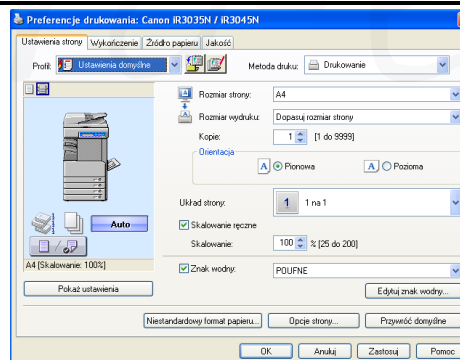 Preferencje drukowania: Canon iR3035N / iR3045N
Ustawienia strony Wykończenie Źródło papieru Jakość
Profil: Ustawienia domyślne Metoda druku: Drukowanie
Rozmiar strony: A4
Rozmiar wydruku: Dopasuj rozmiar strony
Kopie: 1 [1 do 9999]
Orientacja
A Pionowa A Pozioma
Układ strony: 1 1 na 1
Auto
Skalowanie ręczne
Skalowanie: 100 % [25 do 200]
A4 [Skalowanie: 100%]
Znak wodny: POUFNE
Pokaż ustawienia Edytuj znak wodny...
Niestandardowy format papieru... Opcje strony... Przywróć domyślne
OK Anuluj Zastosuj Pomoc